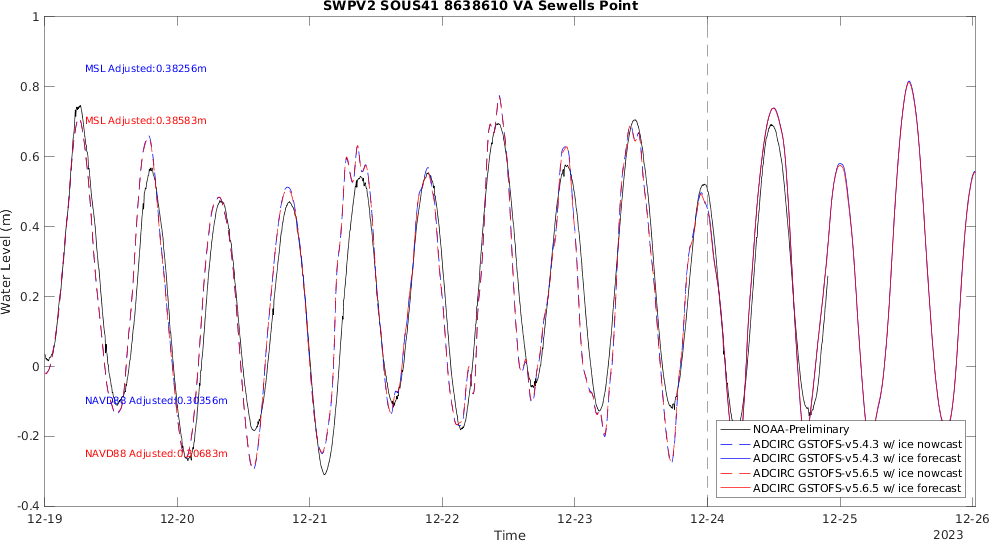 SWPV2 SOUS41 8638610 VA Sewells Point
Water Level (m)
1
0.8
0.6
0.4
0.2
0
-0.2
-0.4
MSL Adjusted:0.38256m
MSL Adjusted:0.38583m
NAVD88 Adjusted:0.30356m
NAVD88 Adjusted:0.30683m
NOAA-Preliminary
ADCIRC GSTOFS-v5.4.3 w/ ice nowcast
ADCIRC GSTOFS-v5.4.3 w/ ice forecast
ADCIRC GSTOFS-v5.6.5 w/ ice nowcast
ADCIRC GSTOFS-v5.6.5 w/ ice forecast
12-19
12-20
12-21
12-22
12-23
12-24
12-25
12-26
Time
2023